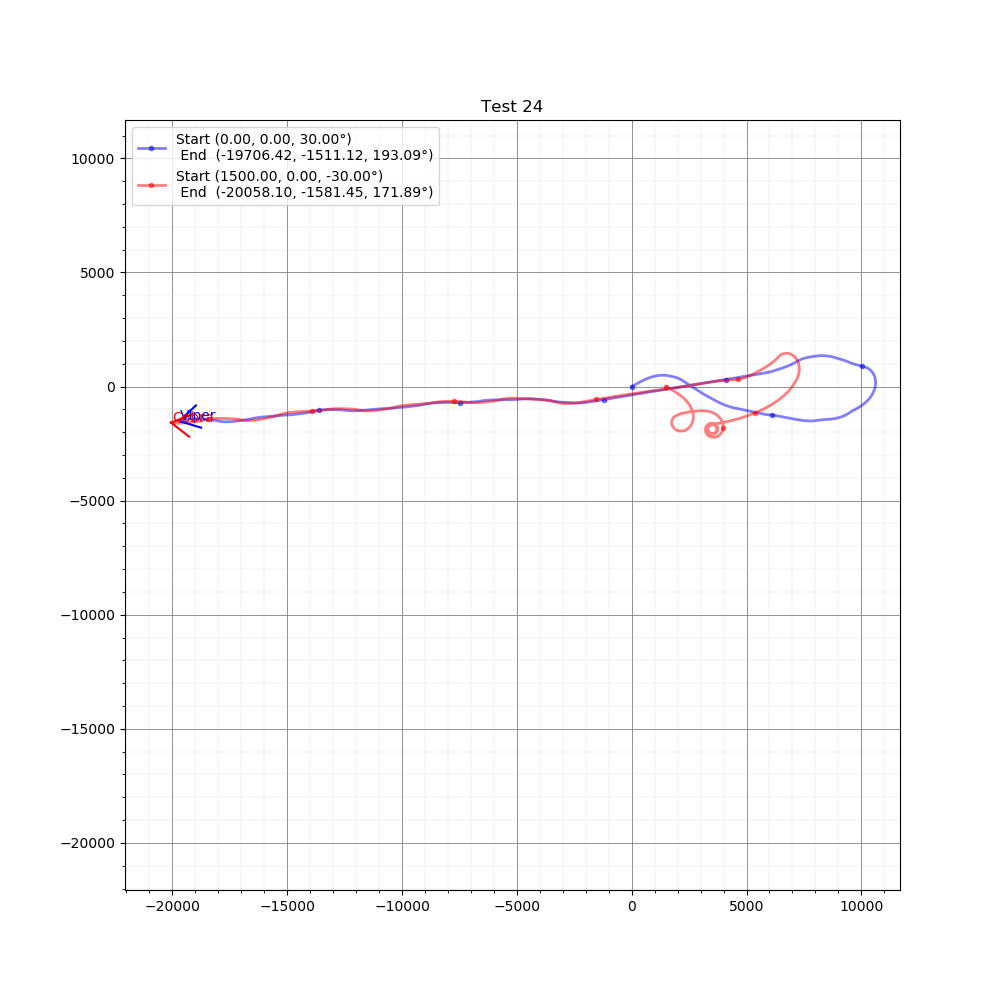 Test 24
Start (0.00, 0.00, 30.00°)
End (-19706.42, -1511.12, 193.09°)
Start (1500.00, 0.00, -30.00°)
End (-20058.10, -1581.45, 171.89°)
10000
5000
0
−5000
−10000
−15000
−20000
Viper
−20000 −15000 −10000 −5000 0 5000 10000